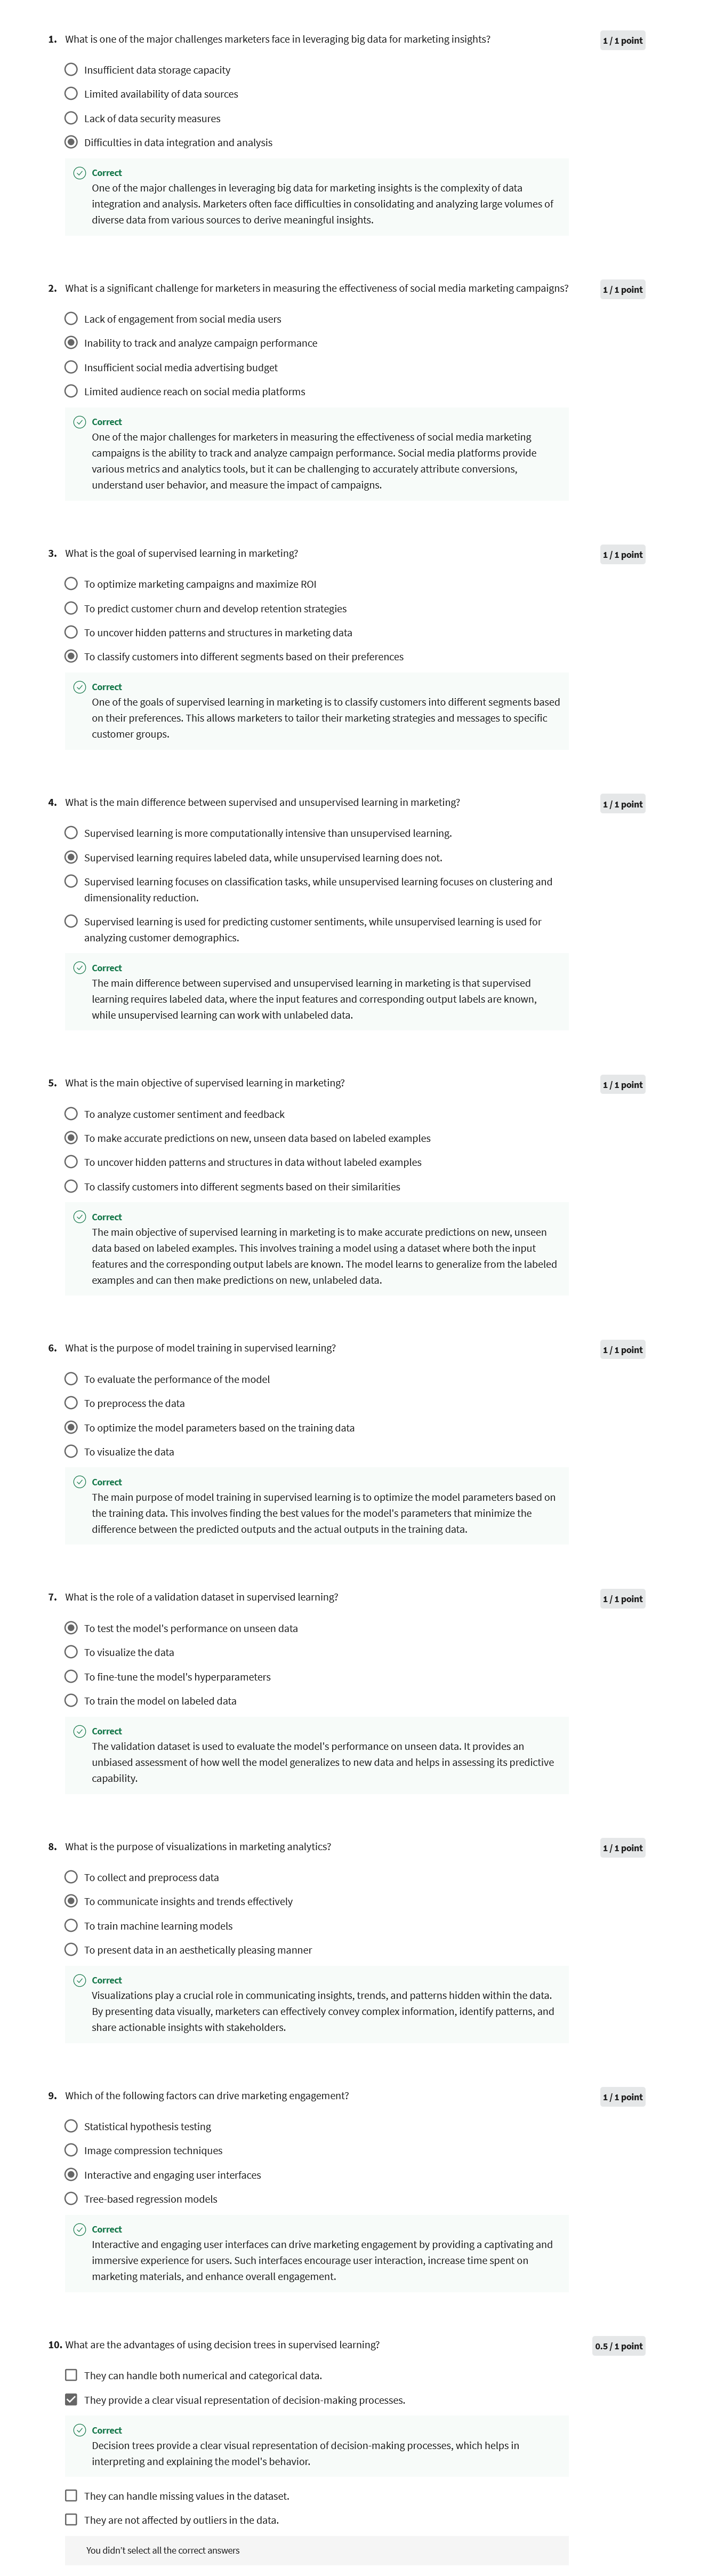 1. What is one of the major challenges marketers face in leveraging big data for marketing insights?
1 / 1 point
Insufficient data storage capacity
Limited availability of data sources
Lack of data security measures
Difficulties in data integration and analysis
Correct
One of the major challenges in leveraging big data for marketing insights is the complexity of data
integration and analysis. Marketers often face difficulties in consolidating and analyzing large volumes of
diverse data from various sources to derive meaningful insights.
2. What is a significant challenge for marketers in measuring the effectiveness of social media marketing campaigns?
1 / 1 point
Lack of engagement from social media users
Inability to track and analyze campaign performance
Insufficient social media advertising budget
Limited audience reach on social media platforms
Correct
One of the major challenges for marketers in measuring the effectiveness of social media marketing
campaigns is the ability to track and analyze campaign performance. Social media platforms provide
various metrics and analytics tools, but it can be challenging to accurately attribute conversions,
understand user behavior, and measure the impact of campaigns.
3. What is the goal of supervised learning in marketing?
1 / 1 point
To optimize marketing campaigns and maximize ROI
To predict customer churn and develop retention strategies
To uncover hidden patterns and structures in marketing data
To classify customers into different segments based on their preferences
Correct
One of the goals of supervised learning in marketing is to classify customers into different segments based
on their preferences. This allows marketers to tailor their marketing strategies and messages to specific
customer groups.
4. What is the main difference between supervised and unsupervised learning in marketing?
1 / 1 point
Supervised learning is more computationally intensive than unsupervised learning.
Supervised learning requires labeled data, while unsupervised learning does not.
Supervised learning focuses on classification tasks, while unsupervised learning focuses on clustering and
dimensionality reduction.
Supervised learning is used for predicting customer sentiments, while unsupervised learning is used for
analyzing customer demographics.
Correct
The main difference between supervised and unsupervised learning in marketing is that supervised
learning requires labeled data, where the input features and corresponding output labels are known,
while unsupervised learning can work with unlabeled data.
5. What is the main objective of supervised learning in marketing?
1 / 1 point
To analyze customer sentiment and feedback
To make accurate predictions on new, unseen data based on labeled examples
To uncover hidden patterns and structures in data without labeled examples
To classify customers into different segments based on their similarities
Correct
The main objective of supervised learning in marketing is to make accurate predictions on new, unseen
data based on labeled examples. This involves training a model using a dataset where both the input
features and the corresponding output labels are known. The model learns to generalize from the labeled
examples and can then make predictions on new, unlabeled data.
6. What is the purpose of model training in supervised learning?
1 / 1 point
To evaluate the performance of the model
To preprocess the data
To optimize the model parameters based on the training data
To visualize the data
Correct
The main purpose of model training in supervised learning is to optimize the model parameters based on
the training data. This involves finding the best values for the model's parameters that minimize the
difference between the predicted outputs and the actual outputs in the training data.
7. What is the role of a validation dataset in supervised learning?
1 / 1 point
To test the model's performance on unseen data
To visualize the data
To fine-tune the model's hyperparameters
To train the model on labeled data
Correct
The validation dataset is used to evaluate the model's performance on unseen data. It provides an
unbiased assessment of how well the model generalizes to new data and helps in assessing its predictive
capability.
8. What is the purpose of visualizations in marketing analytics?
1 / 1 point
To collect and preprocess data
To communicate insights and trends effectively
To train machine learning models
To present data in an aesthetically pleasing manner
Correct
Visualizations play a crucial role in communicating insights, trends, and patterns hidden within the data.
By presenting data visually, marketers can effectively convey complex information, identify patterns, and
share actionable insights with stakeholders.
9. Which of the following factors can drive marketing engagement?
1 / 1 point
Statistical hypothesis testing
Image compression techniques
Interactive and engaging user interfaces
Tree-based regression models
Correct
Interactive and engaging user interfaces can drive marketing engagement by providing a captivating and
immersive experience for users. Such interfaces encourage user interaction, increase time spent on
marketing materials, and enhance overall engagement.
10. What are the advantages of using decision trees in supervised learning?
0.5 / 1 point
They can handle both numerical and categorical data.
They provide a clear visual representation of decision-making processes.
Correct
Decision trees provide a clear visual representation of decision-making processes, which helps in
interpreting and explaining the model's behavior.
They can handle missing values in the dataset.
They are not affected by outliers in the data.
You didn't select all the correct answers